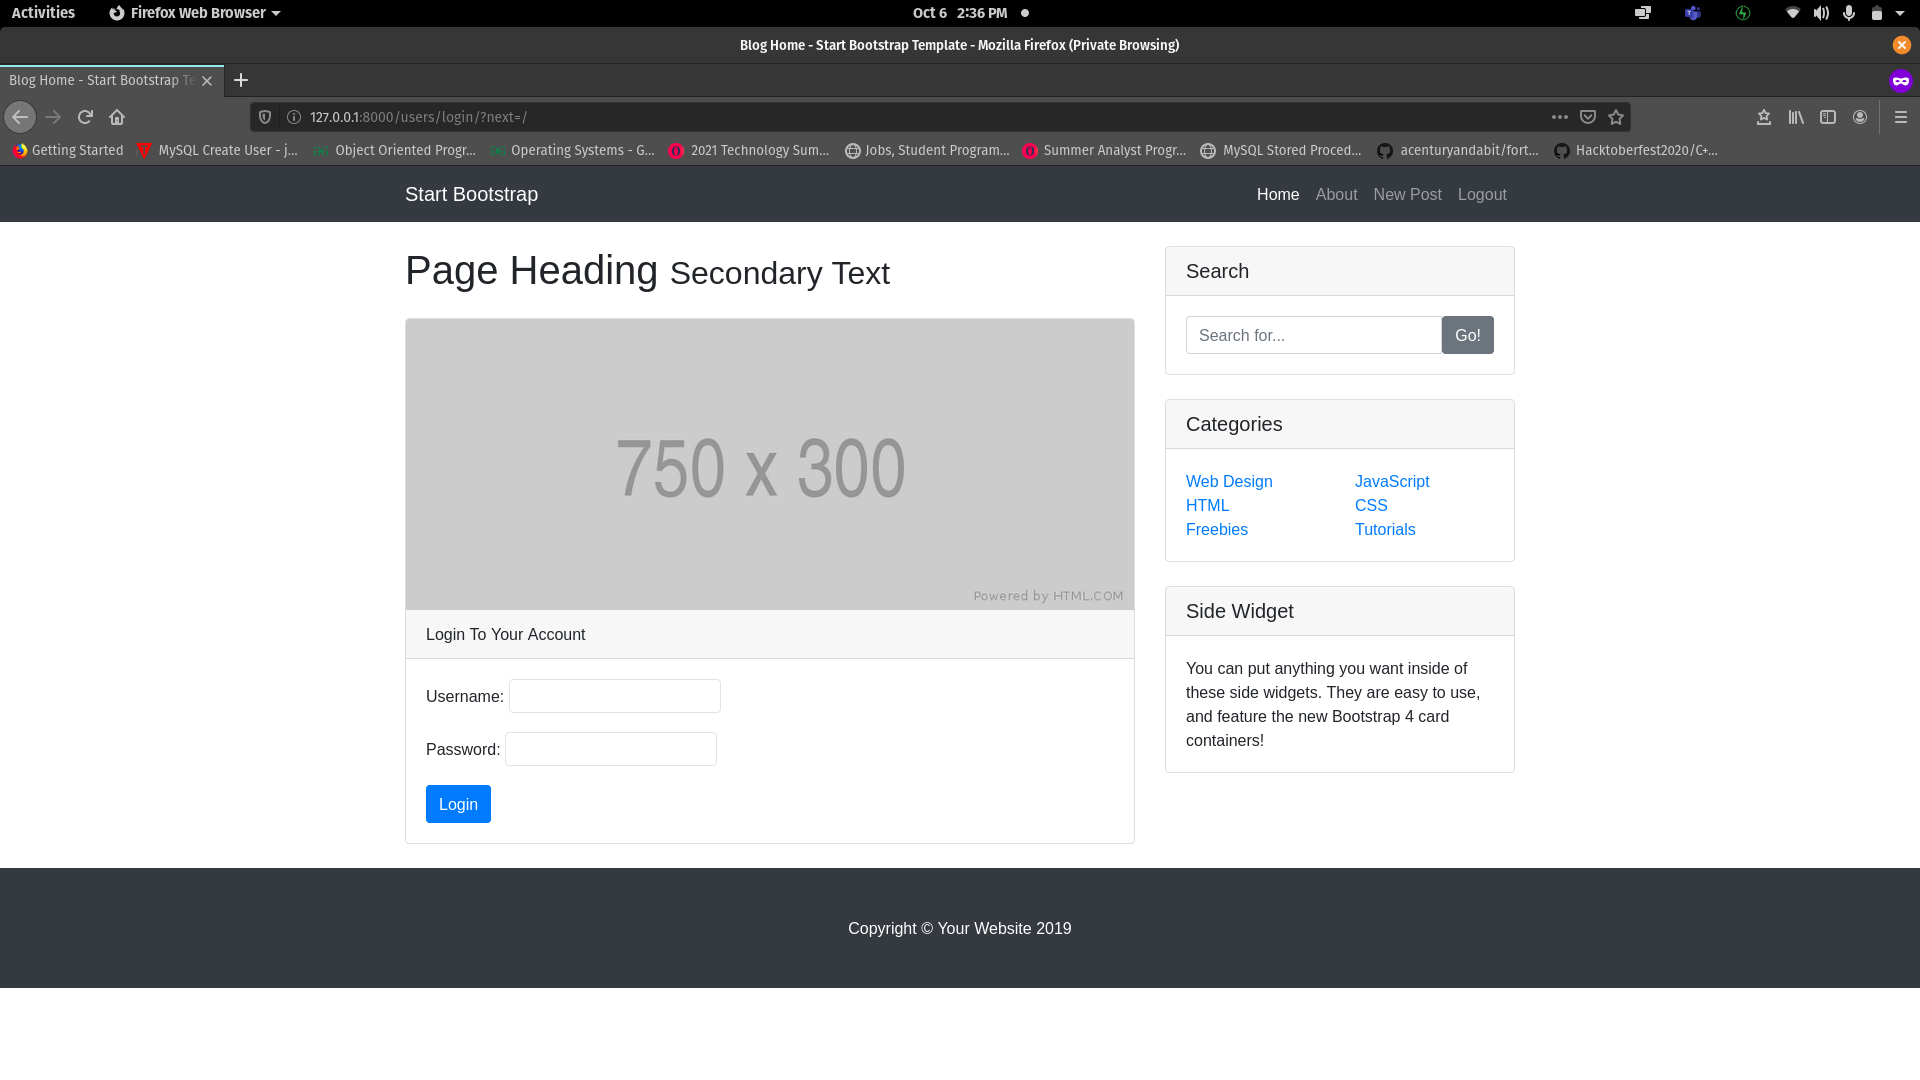 Activities Firefox Web Browser Oct 6 2:36 PM
Blog Home - Start Bootstrap Template - Mozilla Firefox (Private Browsing)
Blog Home - Start Bootstrap Te
127.0.0.1:8000/users/login/?next=/
Getting Started MySQL Create User - j... Object Oriented Progr... Operating Systems - G... 2021 Technology Sum... Jobs, Student Program... Summer Analyst Progr... MySQL Stored Proced... acenturyandabit/fort... Hacktoberfest2020/C+...
Start Bootstrap Home About New Post Logout
Page Heading Secondary Text
750 x 300
Powered by HTML.COM
Login To Your Account
Username:
Password:
Login
Search
Search for... Go!
Categories
Web Design JavaScript
HTML CSS
Freebies Tutorials
Side Widget
You can put anything you want inside of
these side widgets. They are easy to use,
and feature the new Bootstrap 4 card
containers!
Copyright © Your Website 2019